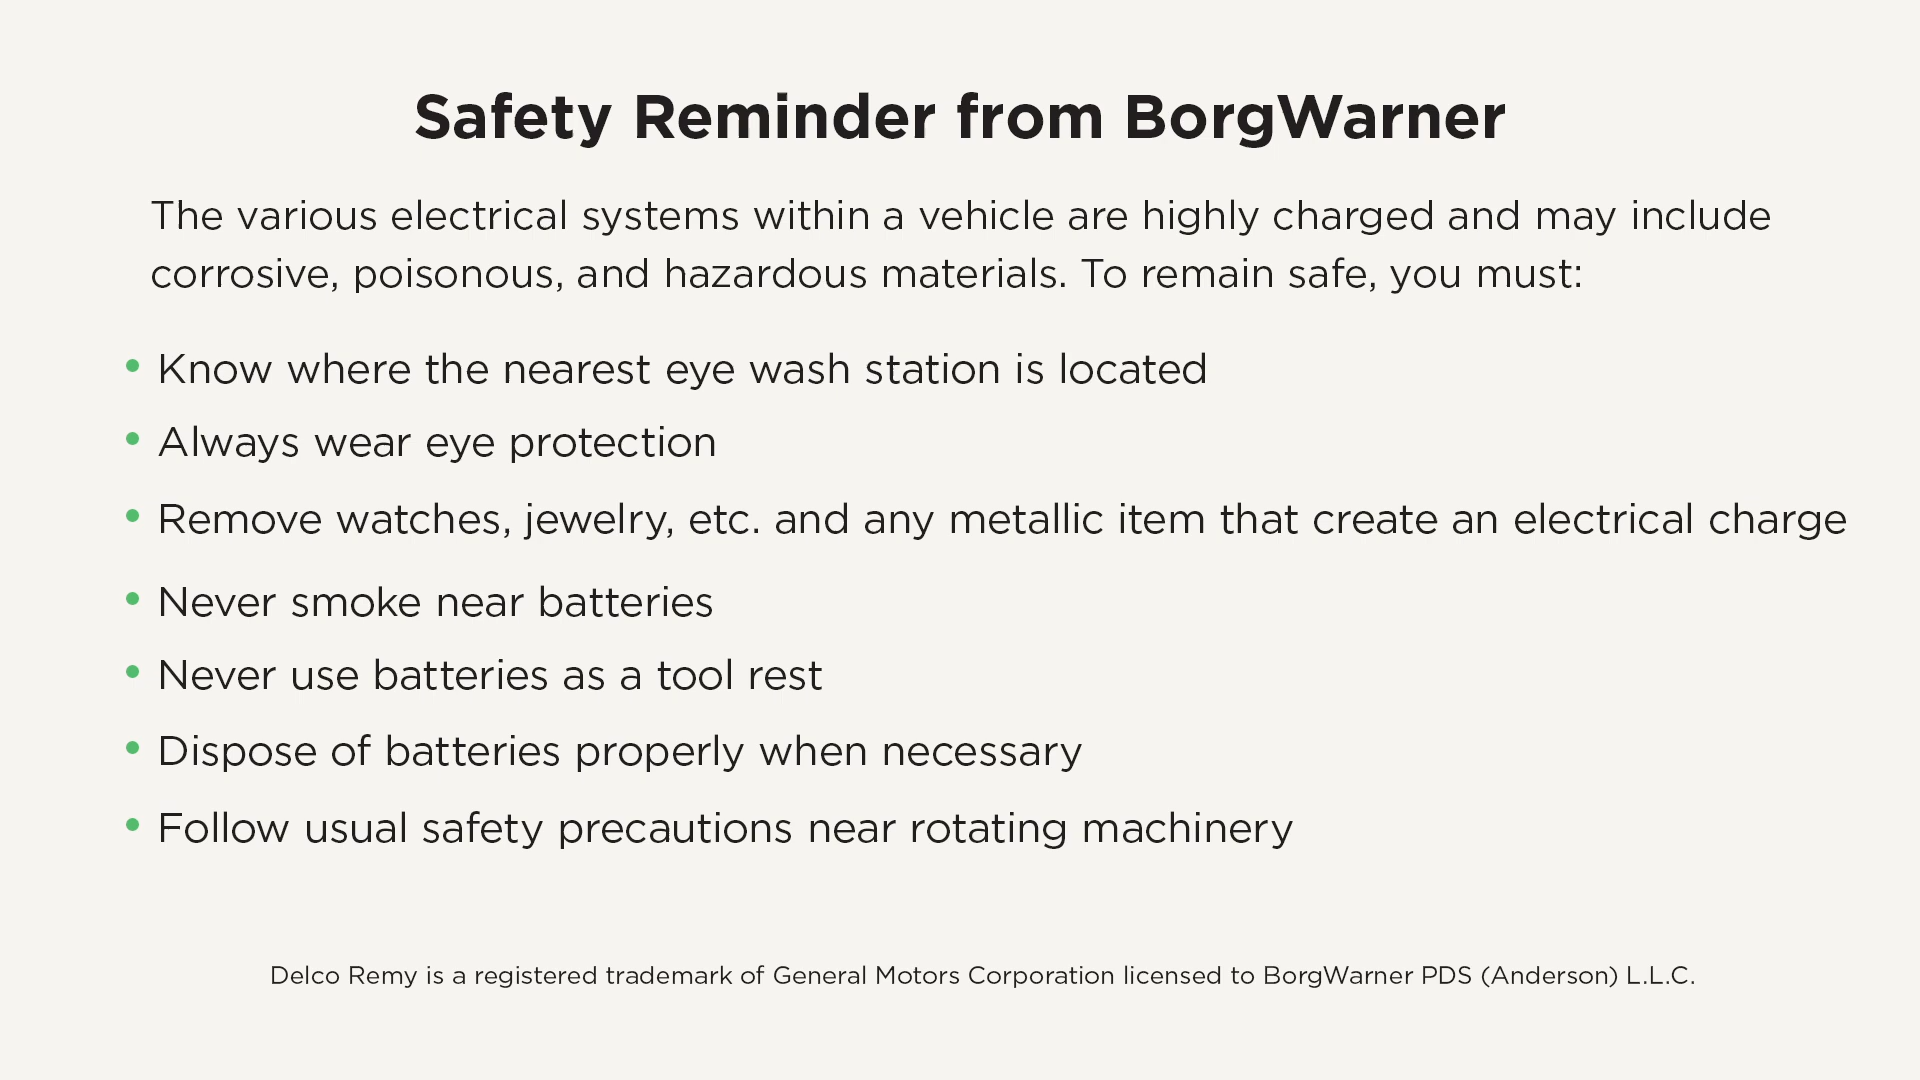 Safety Reminder from BorgWarner
The various electrical systems within a vehicle are highly charged and may include
corrosive, poisonous, and hazardous materials. To remain safe, you must:
• Know where the nearest eye wash station is located
• Always wear eye protection
• Remove watches, jewelry, etc. and any metallic item that create an electrical charge
• Never smoke near batteries
• Never use batteries as a tool rest
• Dispose of batteries properly when necessary
• Follow usual safety precautions near rotating machinery
Delco Remy is a registered trademark of General Motors Corporation licensed to BorgWarner PDS (Anderson) L.L.C.